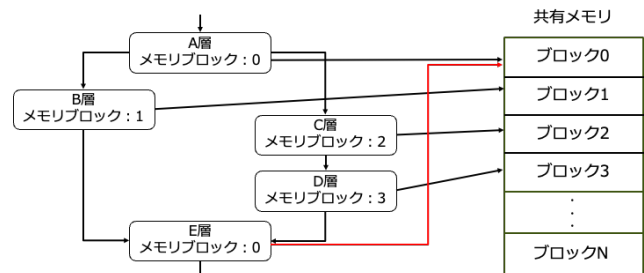 共有メモリ
A層
メモリブロック：0
ブロック0
B層
メモリブロック：1
ブロック1
C層
メモリブロック：2
ブロック2
D層
メモリブロック：3
ブロック3
E層
メモリブロック：0
・
・
・
ブロックN